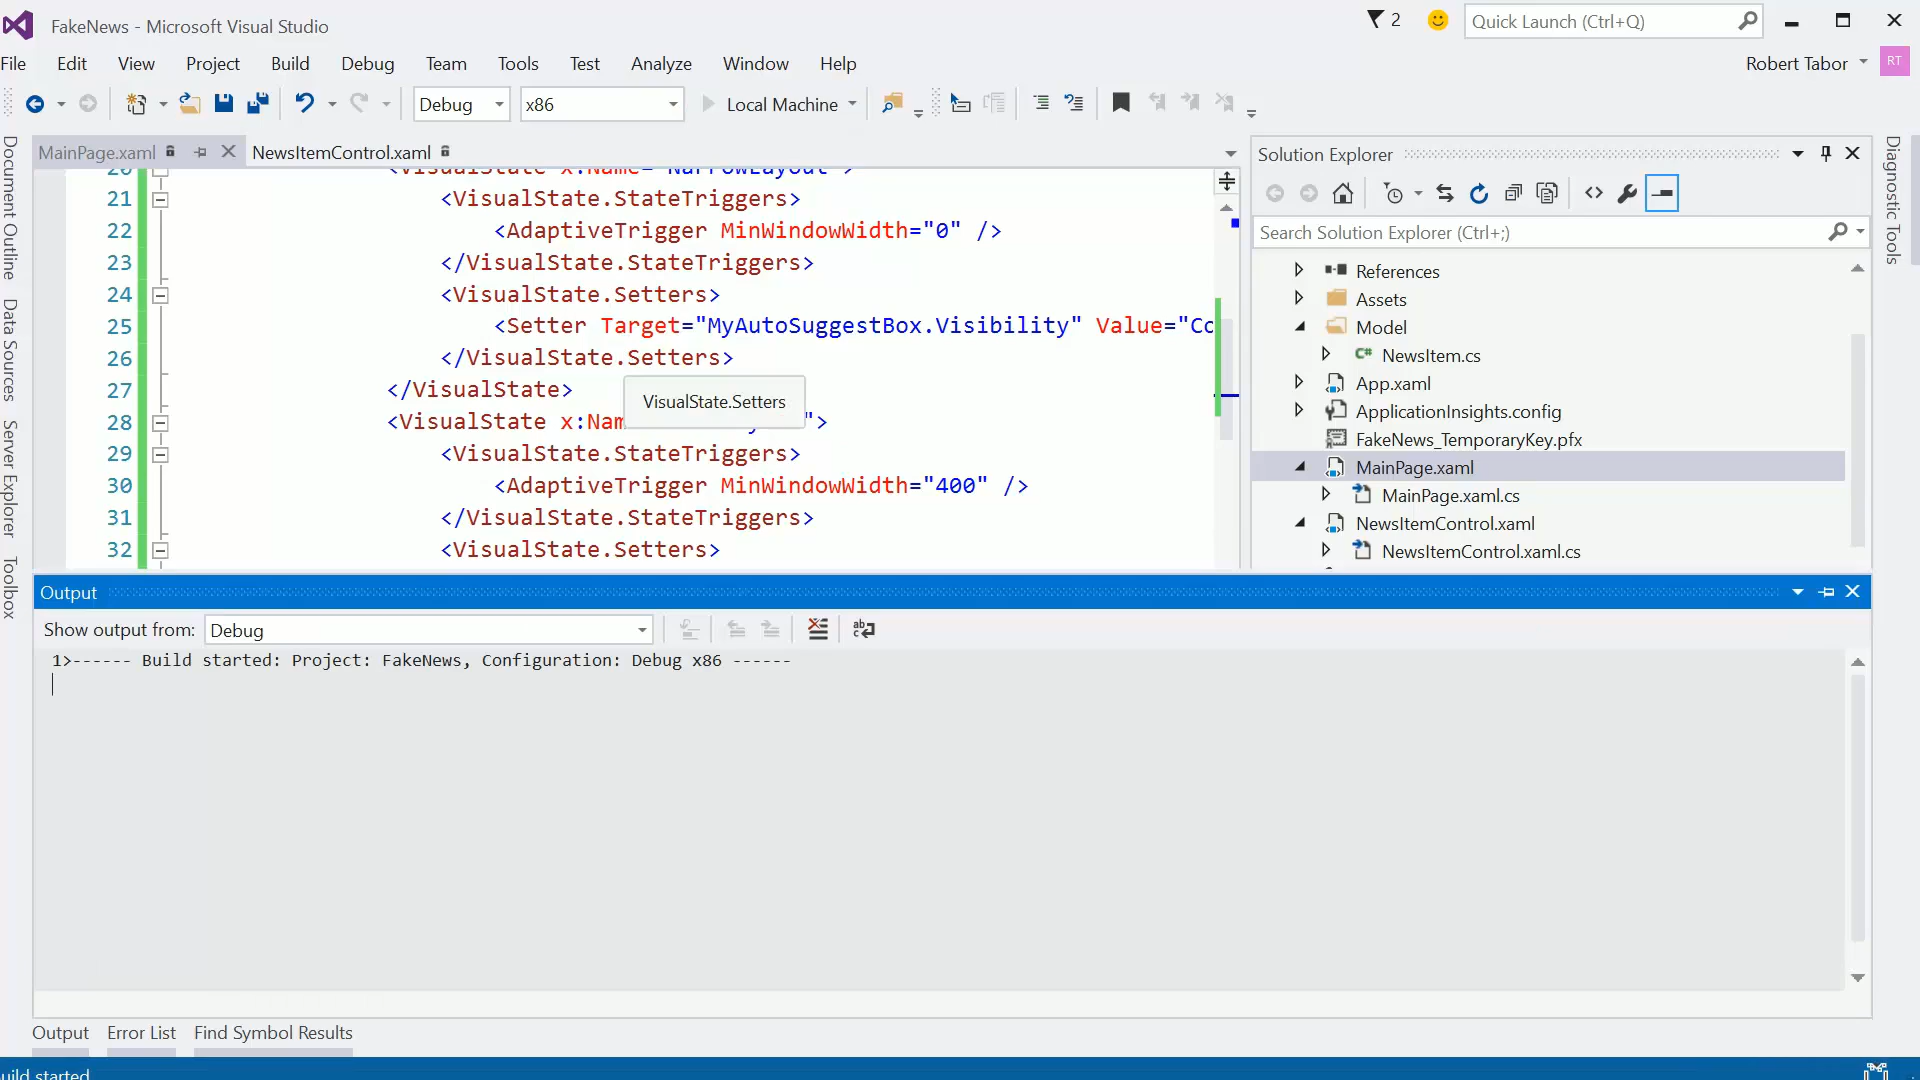 FakeNews - Microsoft Visual Studio
2
Quick Launch (Ctrl+Q)
File Edit View Project Build Debug Team Tools Test Analyze Window Help
Robert Tabor
RT
Debug
x86
Local Machine
MainPage.xaml
NewsItemControl.xaml
20 <VisualState x:Name="NarrowLayout">
21 <VisualState.StateTriggers>
22 <AdaptiveTrigger MinWindowWidth="0" />
23 </VisualState.StateTriggers>
24 <VisualState.Setters>
25 <Setter Target="MyAutoSuggestBox.Visibility" Value="Co
26 </VisualState.Setters>
27 </VisualState>
VisualState.Setters
28 <VisualState x:Nam y">
29 <VisualState.StateTriggers>
30 <AdaptiveTrigger MinWindowWidth="400" />
31 </VisualState.StateTriggers>
32 <VisualState.Setters>
Document Outline
Data Sources
Server Explorer
Toolbox
Solution Explorer
Search Solution Explorer (Ctrl+;)
References
Assets
Model
C# NewsItem.cs
App.xaml
ApplicationInsights.config
FakeNews_TemporaryKey.pfx
MainPage.xaml
MainPage.xaml.cs
NewsItemControl.xaml
NewsItemControl.xaml.cs
Diagnostic Tools
Output
Show output from: Debug
1>------ Build started: Project: FakeNews, Configuration: Debug x86 ------
Output Error List Find Symbol Results
uild started